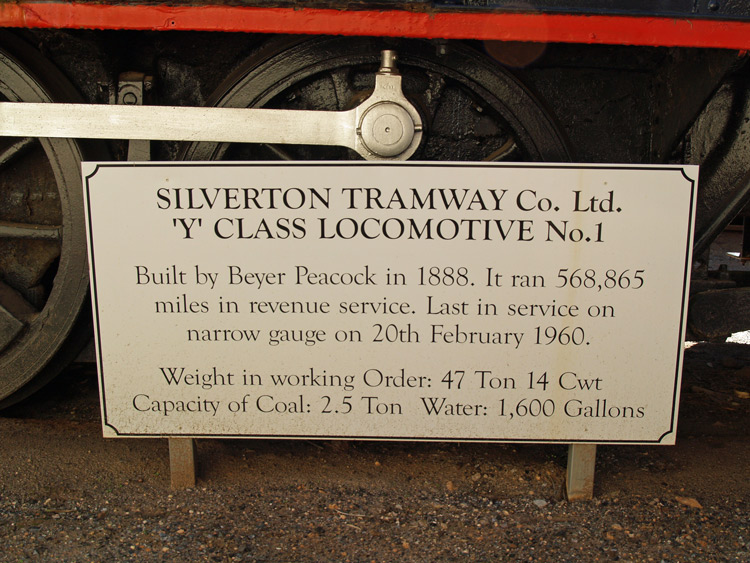 SILVERTON TRAMWAY Co. Ltd.
'Y' CLASS LOCOMOTIVE No.1
Built by Beyer Peacock in 1888. It ran 568,865
miles in revenue service. Last in service on
narrow gauge on 20th February 1960.
Weight in working Order: 47 Ton 14 Cwt
Capacity of Coal: 2.5 Ton Water: 1,600 Gallons